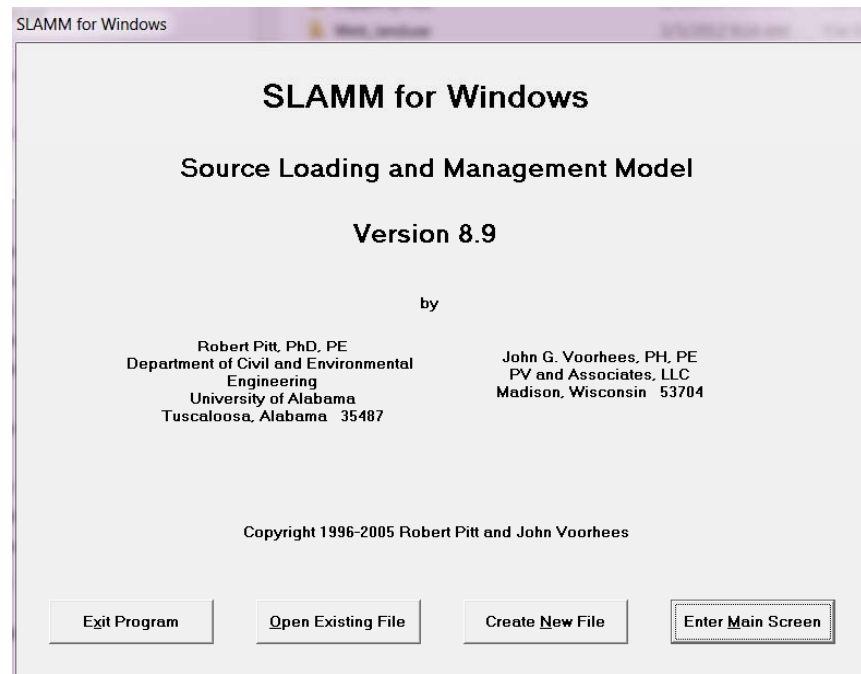 SLAMM for Windows
SLAMM for Windows
Source Loading and Management Model
Version 8.9
by
Robert Pitt, PhD, PE
Department of Civil and Environmental
Engineering
University of Alabama
Tuscaloosa, Alabama 35487
John G. Voorhees, PH, PE
PV and Associates, LLC
Madison, Wisconsin 53704
Copyright 1996-2005 Robert Pitt and John Voorhees
Exit Program
Open Existing File
Create New File
Enter Main Screen